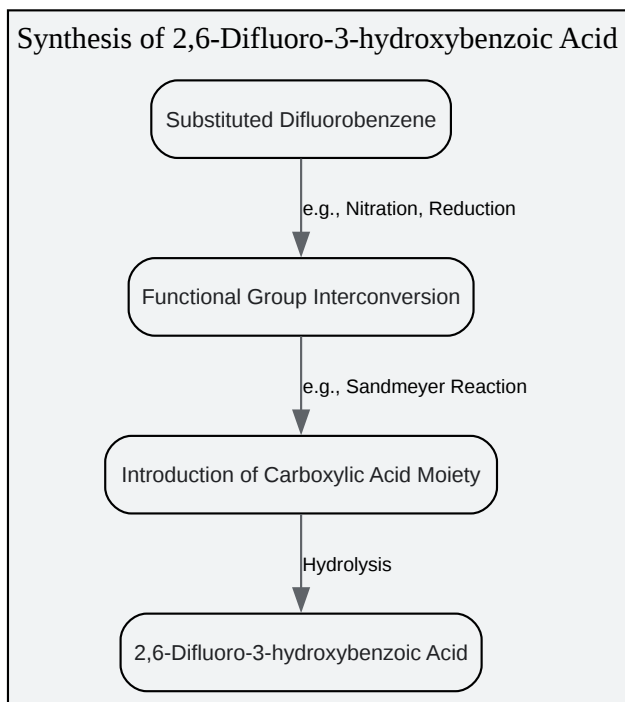 Synthesis of 2,6-Difluoro-3-hydroxybenzoic Acid
Substituted Difluorobenzene
e.g., Nitration, Reduction
Functional Group Interconversion
e.g., Sandmeyer Reaction
Introduction of Carboxylic Acid Moiety
Hydrolysis
2,6-Difluoro-3-hydroxybenzoic Acid